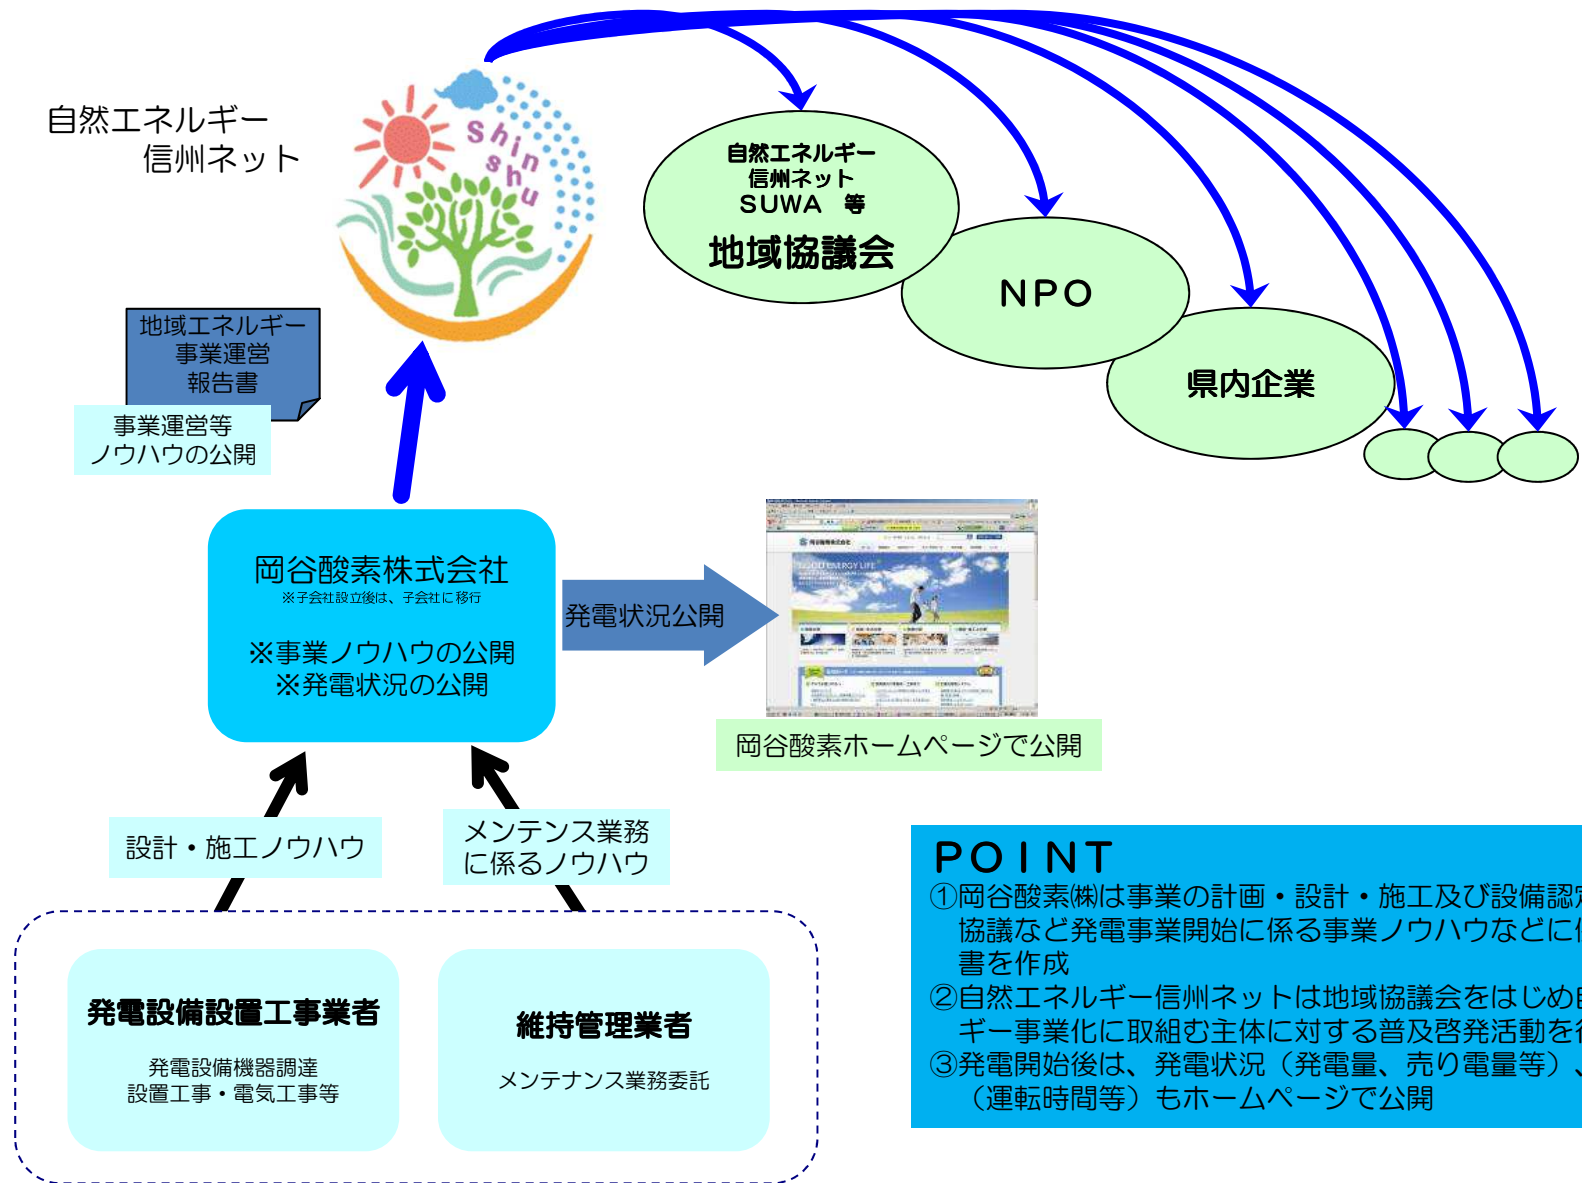 自然エネルギー
信州ネット
Shin
shu
自然エネルギー
信州ネット
SUWA 等
地域協議会
NPO
県内企業
地域エネルギー
事業運営
報告書
事業運営等
ノウハウの公開
岡谷酸素株式会社
※子会社設立後は、子会社に移行
※事業ノウハウの公開
※発電状況の公開
発電状況公開
岡谷酸素株式会社
ENERGY LIFE
岡谷酸素ホームページで公開
設計・施工ノウハウ
メンテンス業務
に係るノウハウ
発電設備設置工事業者
発電設備機器調達
設置工事・電気工事等
維持管理業者
メンテナンス業務委託
POINT
①岡谷酸素㈱は事業の計画・設計・施工及び設備認定
協議など発電事業開始に係る事業ノウハウなどに
書を作成
②自然エネルギー信州ネットは地域協議会をはじめ
ギー事業化に取組む主体に対する普及啓発活動を
③発電開始後は、発電状況（発電量、売り電量等）、
（運転時間等）もホームページで公開